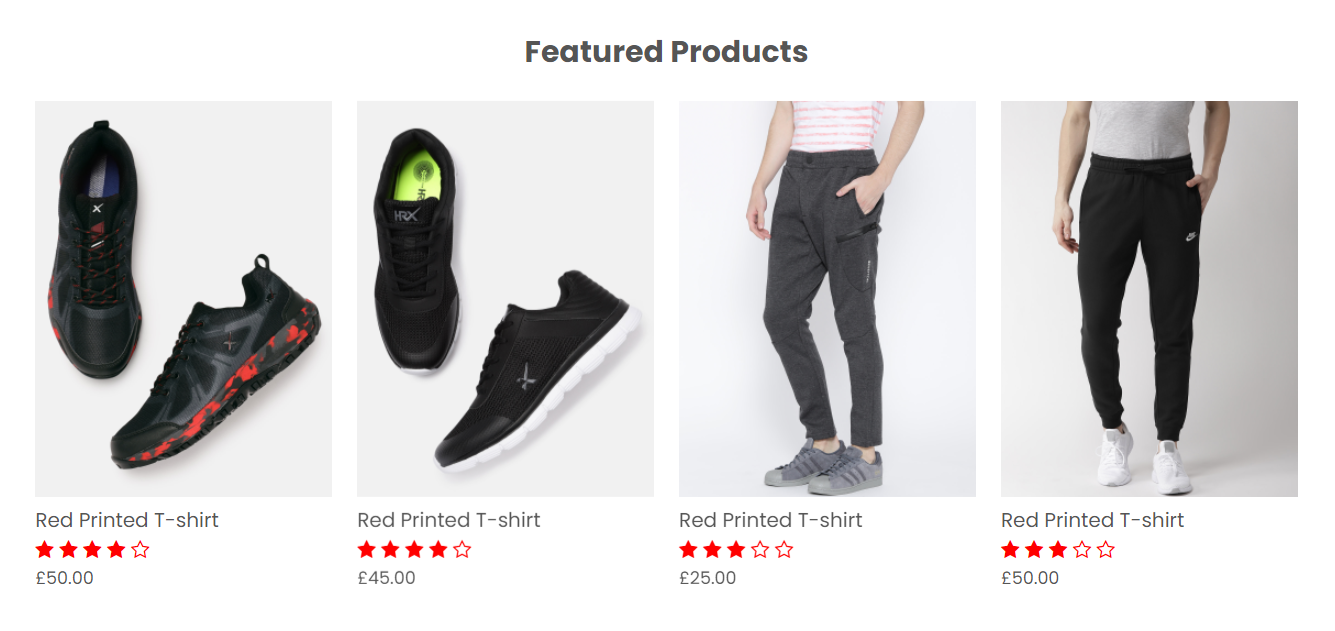 Featured Products
HRX
HRX
Red Printed T-shirt
£50.00
Red Printed T-shirt
£45.00
Red Printed T-shirt
£25.00
Red Printed T-shirt
£50.00